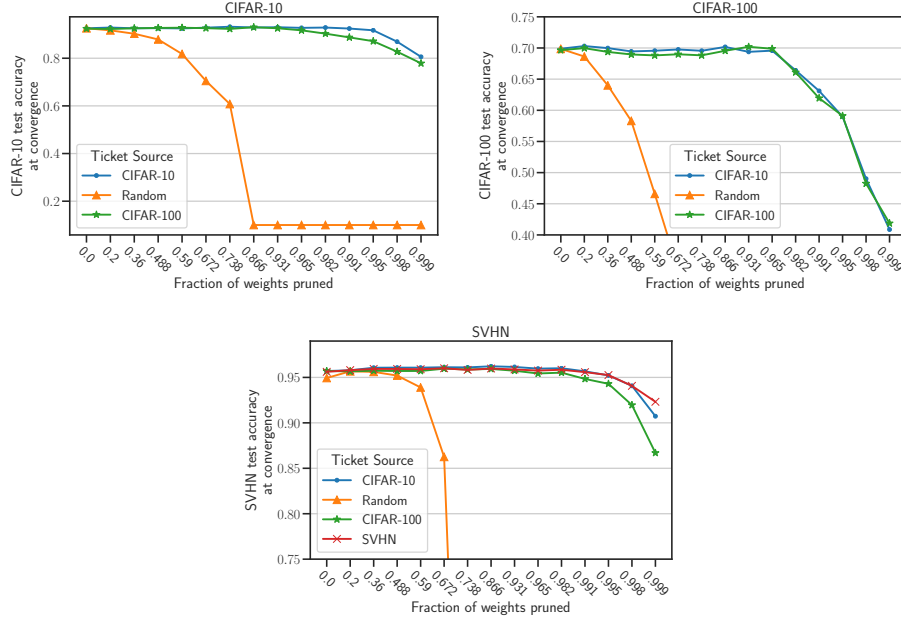 CIFAR-10
CIFAR-10 test accuracy
at convergence
0.8
0.6
0.4
0.2
Ticket Source
CIFAR-10
Random
CIFAR-100
0.0 0.2 0.36 0.488 0.59 0.672 0.738 0.866 0.931 0.965 0.982 0.991 0.995 0.998 0.999
Fraction of weights pruned
CIFAR-100
CIFAR-100 test accuracy
at convergence
0.75
0.70
0.65
0.60
0.55
0.50
0.45
0.40
Ticket Source
CIFAR-10
Random
CIFAR-100
0.0 0.2 0.36 0.488 0.59 0.672 0.738 0.866 0.931 0.965 0.982 0.991 0.995 0.998 0.999
Fraction of weights pruned
SVHN
SVHN test accuracy
at convergence
0.95
0.90
0.85
0.80
0.75
Ticket Source
CIFAR-10
Random
CIFAR-100
SVHN
0.0 0.2 0.36 0.488 0.59 0.672 0.738 0.866 0.931 0.965 0.982 0.991 0.995 0.998 0.999
Fraction of weights pruned